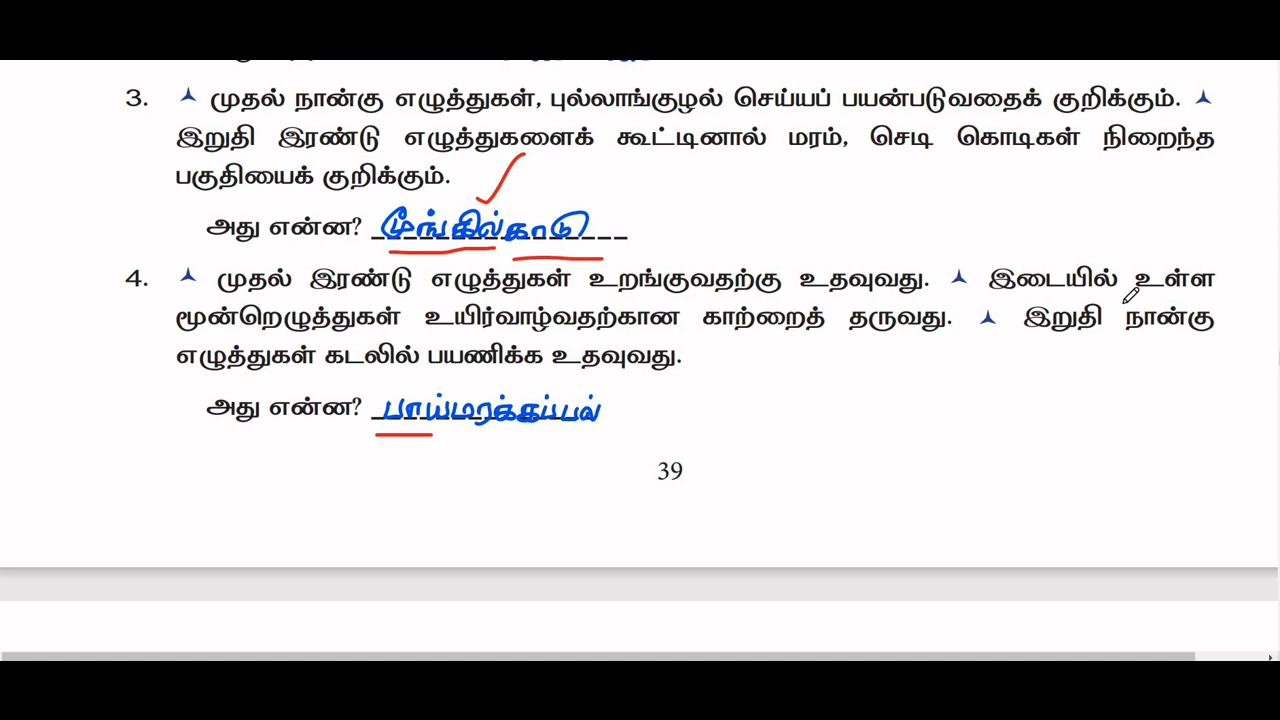 3. முதல் நான்கு எழுத்துகள், புல்லாங்குழல் செய்யப் பயன்படுவதைக் குறிக்கும்.
இறுதி இரண்டு எழுத்துகளைக் கூட்டினால் மரம், செடி கொடிகள் நிறைந்த
பகுதியைக் குறிக்கும்.
அது என்ன? மூங்கில்காடு
4. முதல் இரண்டு எழுத்துகள் உறங்குவதற்கு உதவுவது. இடையில் உள்ள
மூன்றெழுத்துகள் உயிர்வாழ்வதற்கான காற்றைத் தருவது. இறுதி நான்கு
எழுத்துகள் கடலில் பயணிக்க உதவுவது.
அது என்ன? பாய்மரக்கப்பல்
39